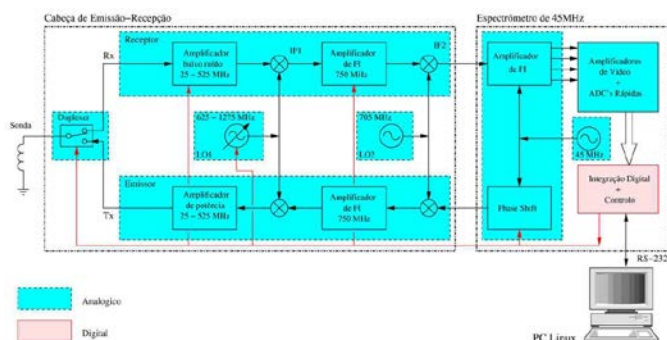 Cabeça de Emissão-Recepção
Espectrómetro de 45MHz
Receptor
Rx
Amplificador
baixo ruído
25 - 525 MHz
IF1
Amplificador
de FI
750 MHz
IF2
Amplificador
de FI
Amplificadores
de Vídeo
+
ADC's Rápidas
Sonda
Duplexer
625 - 1275 MHz
LO1
705 MHz
LO2
45 MHz
Emissor
Tx
Amplificador
de potência
25 - 525 MHz
Amplificador
de FI
750 MHz
Phase Shift
Integração Digital
+
Controlo
RS-232
Analogico
Digital
PC Linux